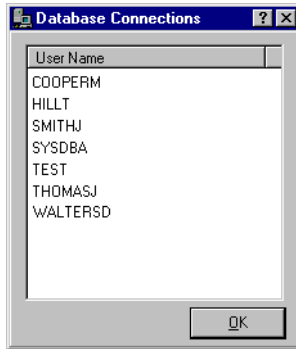 Database Connections
User Name
COOPERM
HILLT
SMITHJ
SYSDBA
TEST
THOMASJ
WALTERSD
OK